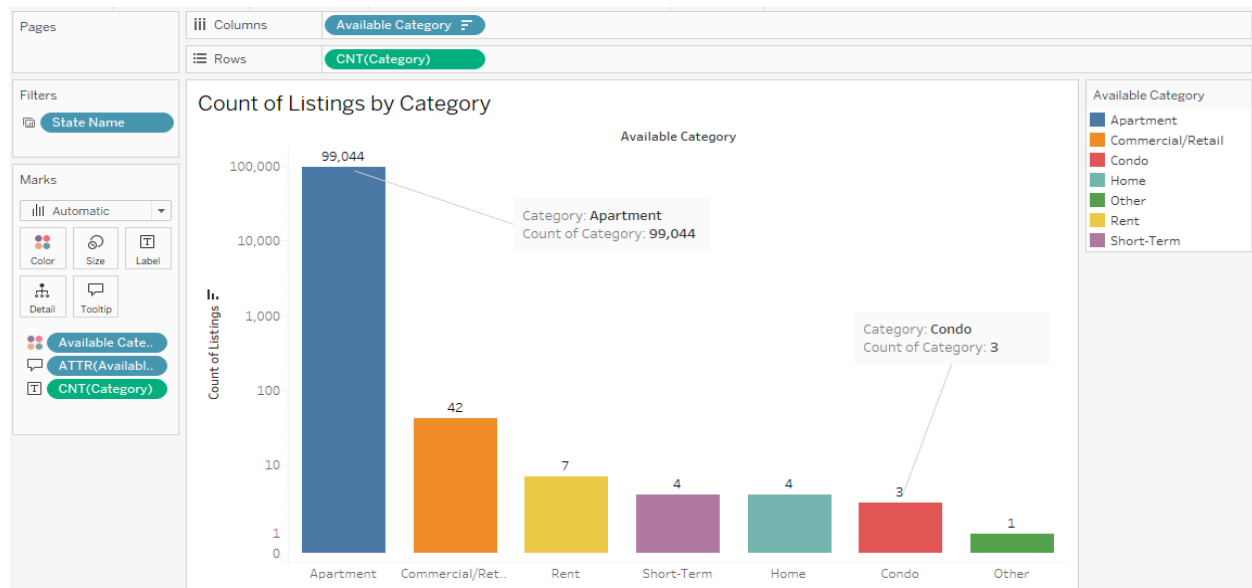 Pages
Columns
Available Category
Rows
CNT(Category)
Filters
State Name
Marks
Automatic
Color
Size
Label
Detail
Tooltip
Available Cate..
ATTR(Availabl..
CNT(Category)
Count of Listings by Category
Available Category
Count of Listings
100,000
10,000
1,000
100
10
1
0
99,044
42
7
4
4
3
1
Category: Apartment
Count of Category: 99,044
Category: Condo
Count of Category: 3
Apartment
Commercial/Ret..
Rent
Short-Term
Home
Condo
Other
Available Category
Apartment
Commercial/Retail
Condo
Home
Other
Rent
Short-Term